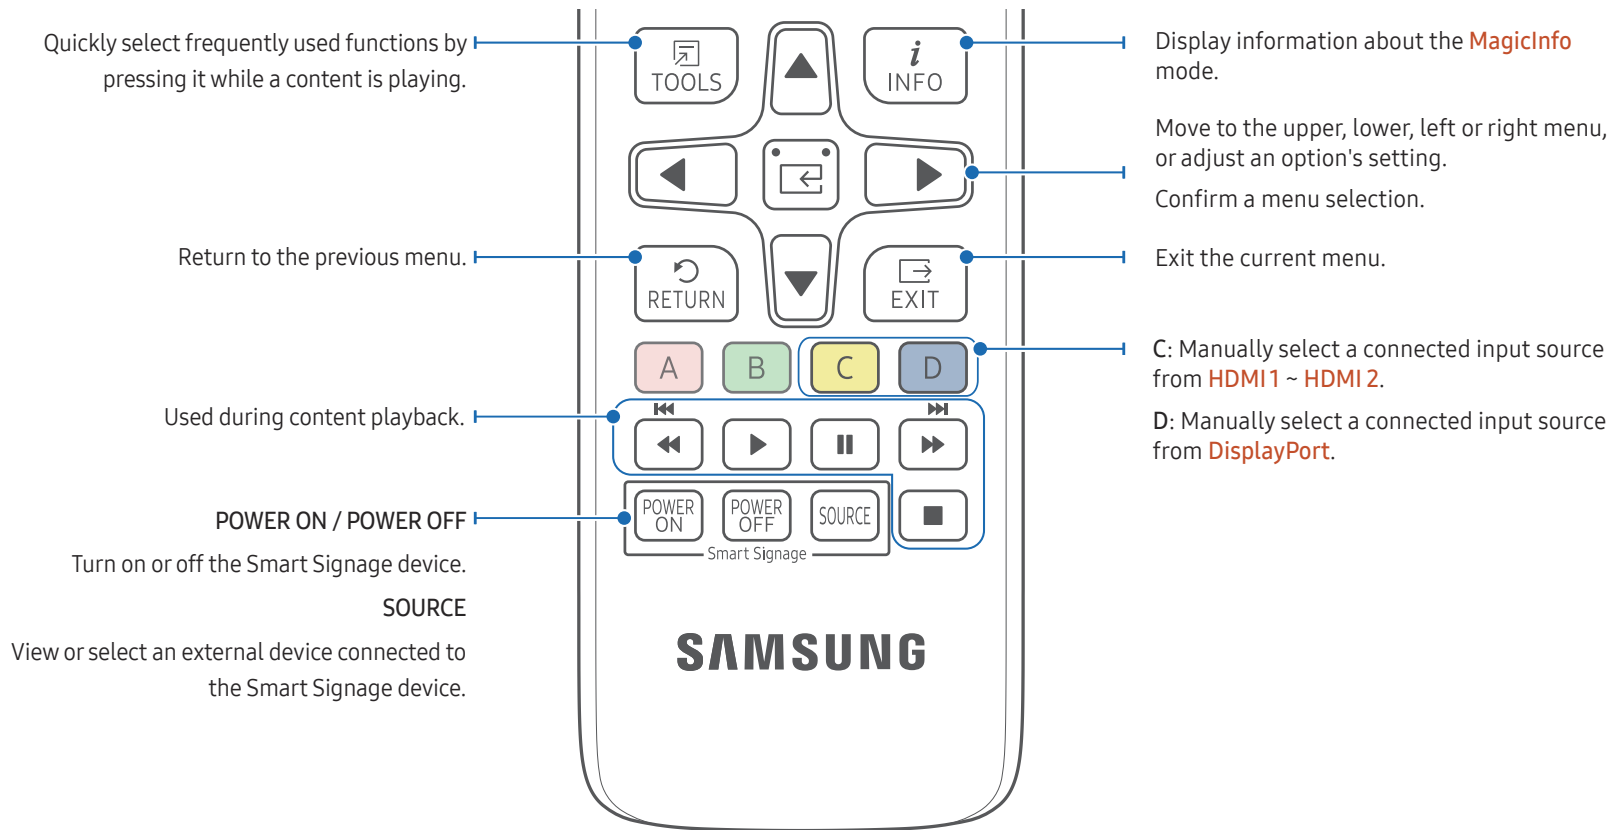 Quickly select frequently used functions by
pressing it while a content is playing.
TOOLS
i
INFO
Display information about the MagicInfo
mode.
Move to the upper, lower, left or right menu,
or adjust an option's setting.
Confirm a menu selection.
Return to the previous menu.
RETURN
EXIT
Exit the current menu.
A
B
C
D
C: Manually select a connected input source
from HDMI 1 ~ HDMI 2.
D: Manually select a connected input source
from DisplayPort.
Used during content playback.
POWER ON / POWER OFF
Turn on or off the Smart Signage device.
SOURCE
View or select an external device connected to
the Smart Signage device.
POWER
ON
POWER
OFF
SOURCE
Smart Signage
SAMSUNG